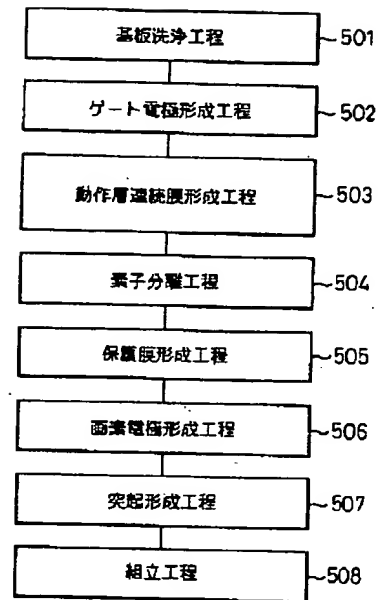 基板洗浄工程 501
ゲート電極形成工程 502
動作層連続膜形成工程 503
素子分離工程 504
保護膜形成工程 505
画素電極形成工程 506
突起形成工程 507
組立工程 508